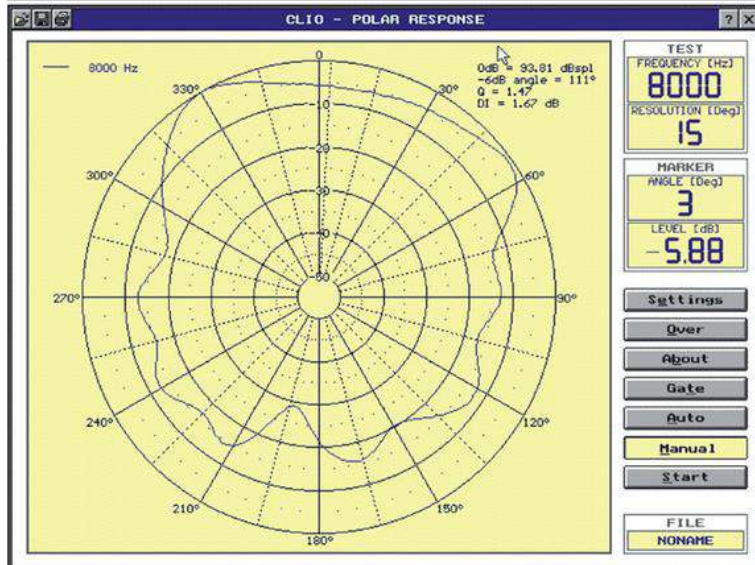 CLIO - POLAR RESPONSE
? ×
8000 Hz
0dB = 93.81 dBspl
-6dB angle = 111°
Q = 1.47
DI = 1.67 dB
0
330°
30°
-10
-20
300°
60°
-30
-40
-50
270°
90°
240°
120°
210°
150°
180°
TEST
FREQUENCY [Hz]
8000
RESOLUTION [Deg]
15
MARKER
ANGLE [Deg]
3
LEVEL [dB]
-5.88
Settings
Over
About
Gate
Auto
Manual
Start
FILE
NONAME